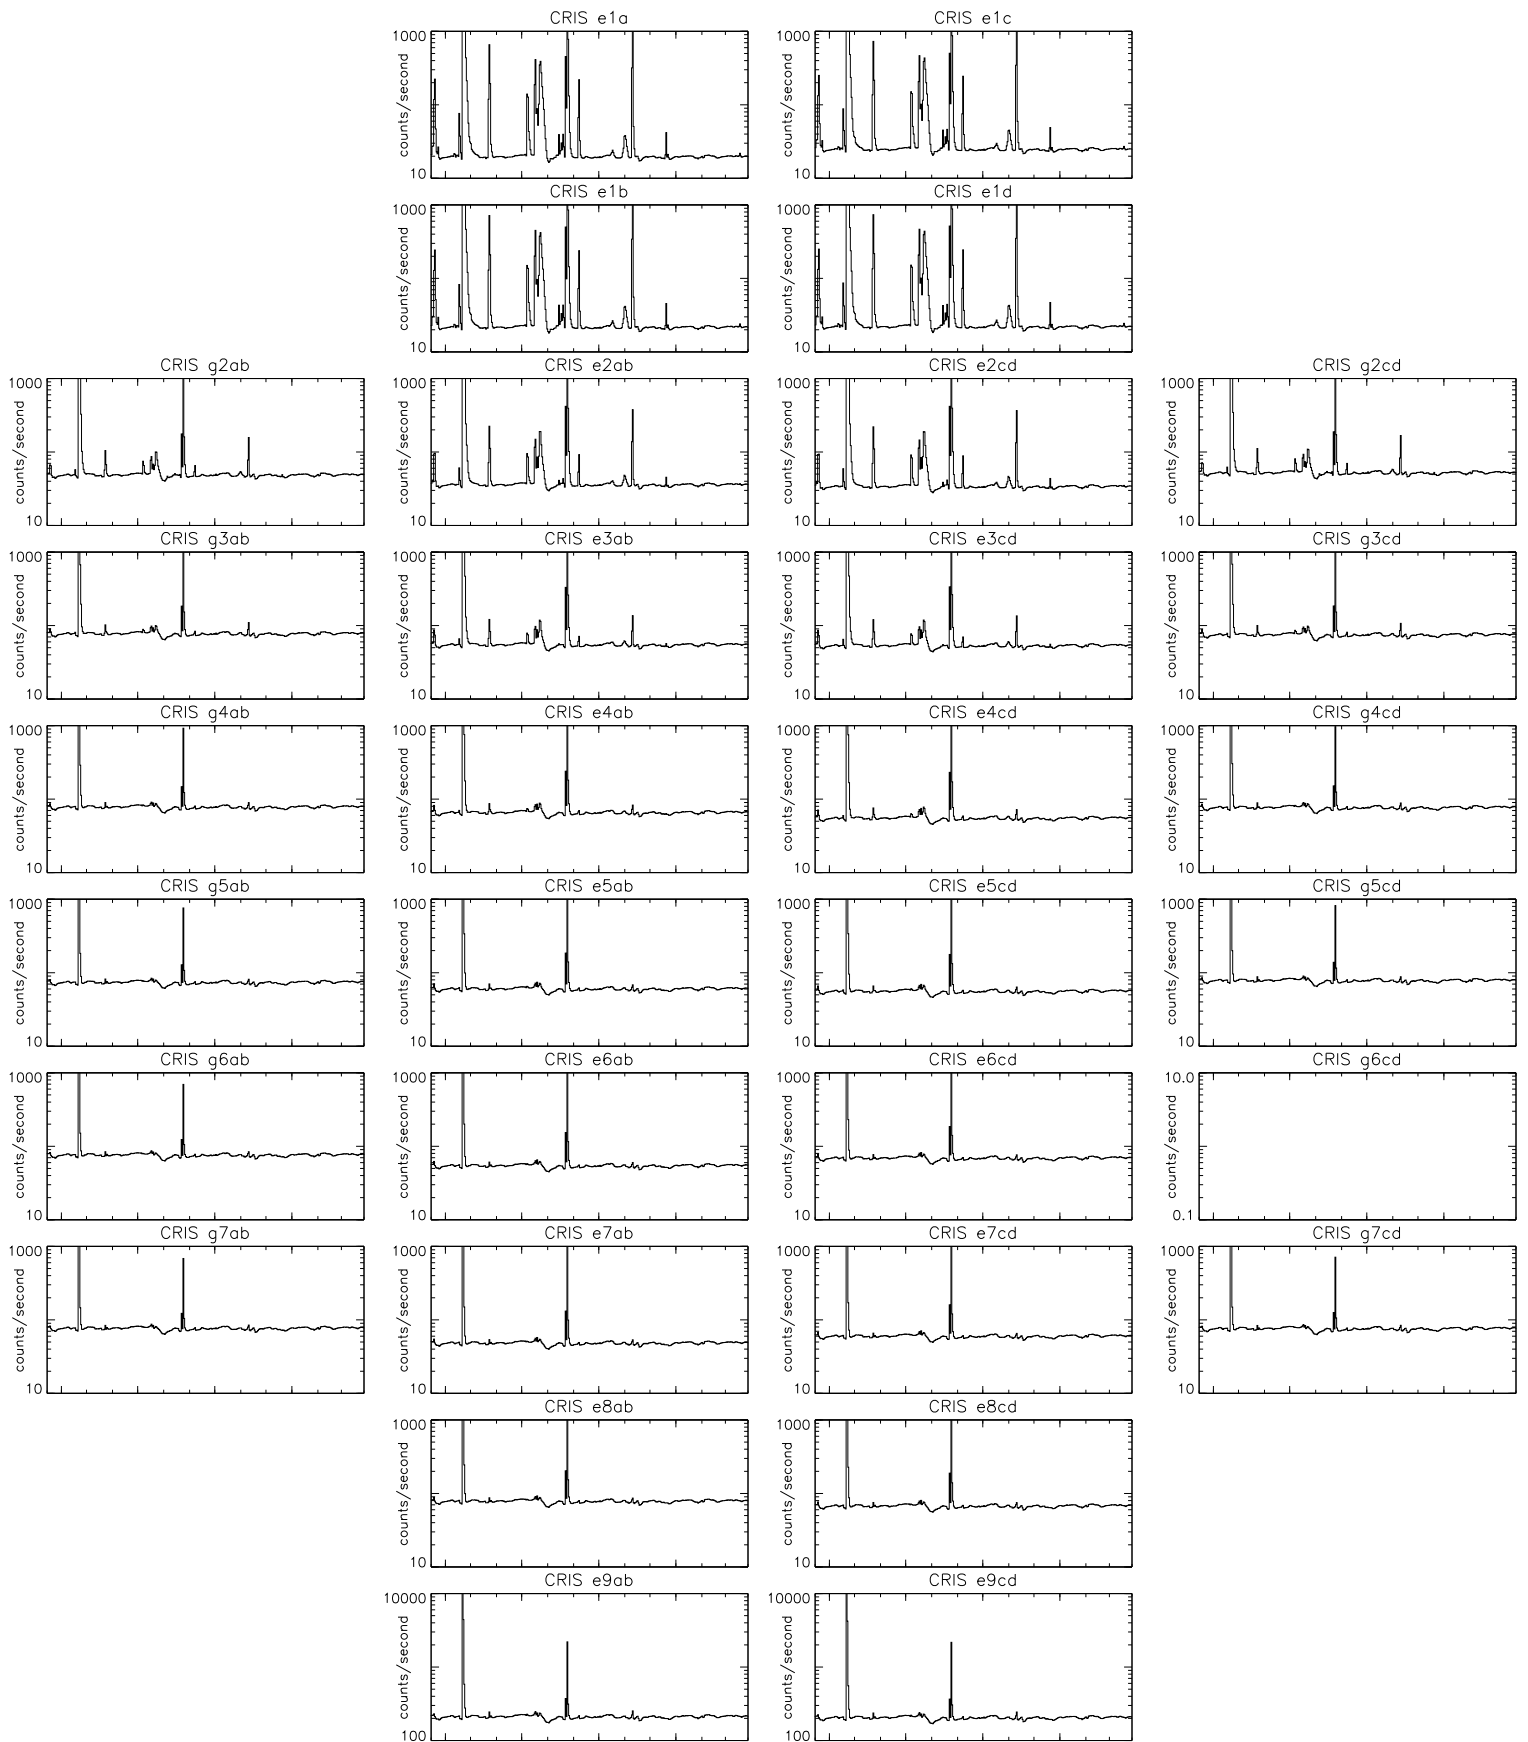 CRIS e1a
CRIS e1c
1000
counts/second
10
1000
counts/second
10
CRIS e1b
CRIS e1d
1000
counts/second
10
1000
counts/second
10
CRIS g2ab
CRIS e2ab
CRIS e2cd
CRIS g2cd
1000
counts/second
10
1000
counts/second
10
1000
counts/second
10
1000
counts/second
10
CRIS g3ab
CRIS e3ab
CRIS e3cd
CRIS g3cd
1000
counts/second
10
1000
counts/second
10
1000
counts/second
10
1000
counts/second
10
CRIS g4ab
CRIS e4ab
CRIS e4cd
CRIS g4cd
1000
counts/second
10
1000
counts/second
10
1000
counts/second
10
1000
counts/second
10
CRIS g5ab
CRIS e5ab
CRIS e5cd
CRIS g5cd
1000
counts/second
10
1000
counts/second
10
1000
counts/second
10
1000
counts/second
10
CRIS g6ab
CRIS e6ab
CRIS e6cd
CRIS g6cd
1000
counts/second
10
1000
counts/second
10
1000
counts/second
10
10.0
counts/second
0.1
CRIS g7ab
CRIS e7ab
CRIS e7cd
CRIS g7cd
1000
counts/second
10
1000
counts/second
10
1000
counts/second
10
1000
counts/second
10
CRIS e8ab
CRIS e8cd
1000
counts/second
10
1000
counts/second
10
CRIS e9ab
CRIS e9cd
10000
counts/second
100
10000
counts/second
100